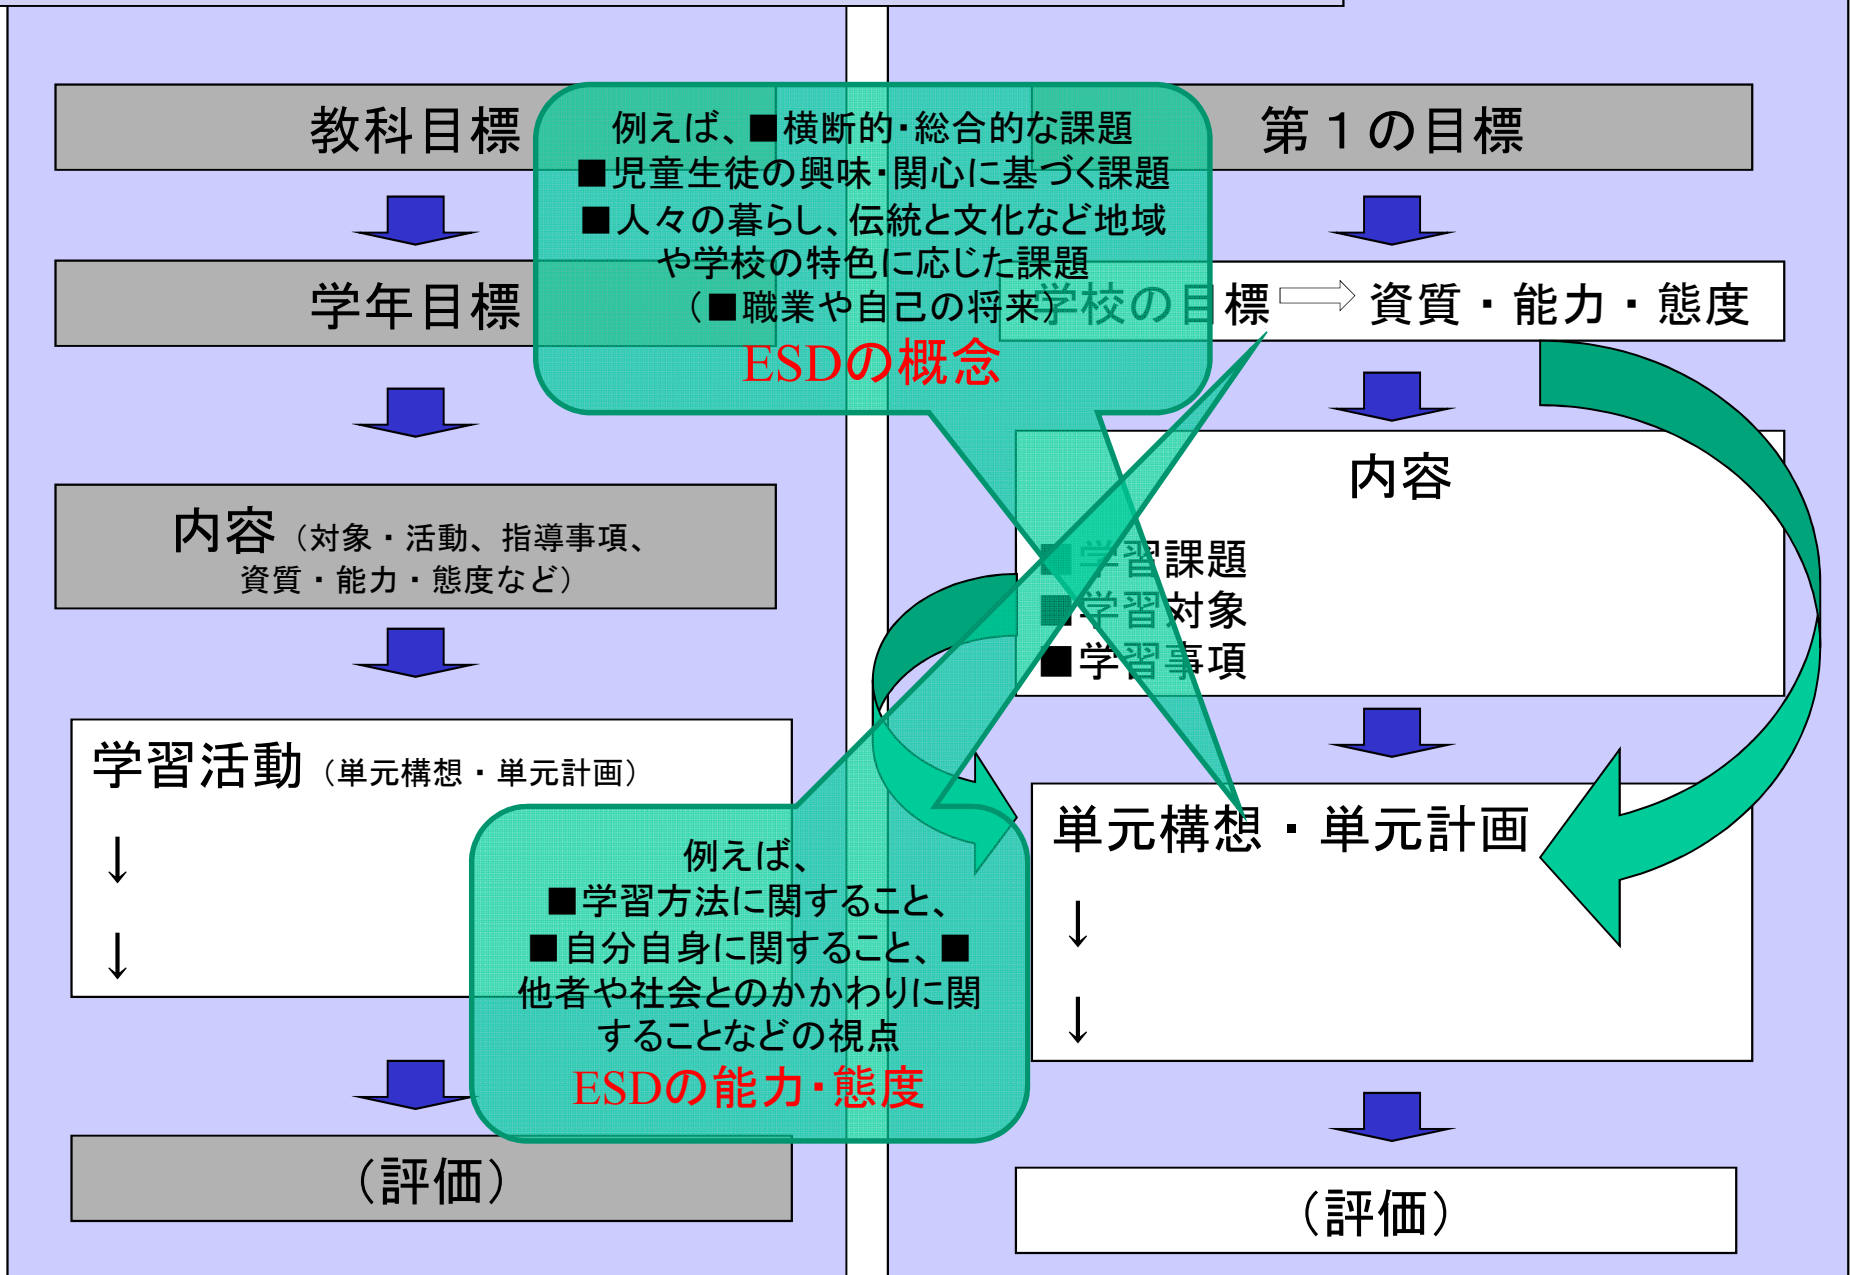 教科目標
学年目標
内容（対象・活動、指導事項、
資質・能力・態度など）
学習活動（単元構想・単元計画）
↓
↓
（評価）
例えば、■横断的・総合的な課題
■児童生徒の興味・関心に基づく課題
■人々の暮らし、伝統と文化など地域
や学校の特色に応じた課題
（■職業や自己の将来）
ESDの概念
例えば、
■学習方法に関すること、
■自分自身に関すること、■
他者や社会とのかかわりに関
することなどの視点
ESDの能力・態度
第１の目標
学校の目標⇨資質・能力・態度
内容
■学習課題
■学習対象
■学習事項
単元構想・単元計画
↓
↓
（評価）